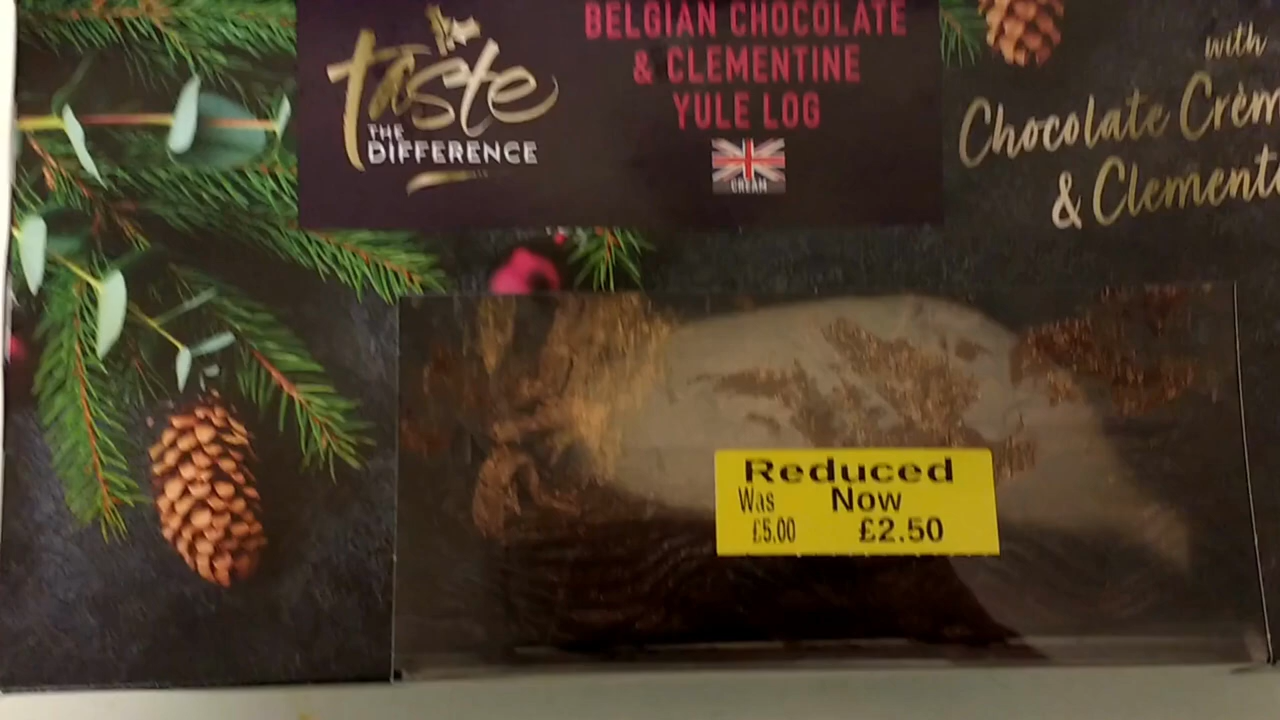 taste
THE
DIFFERENCE
BELGIAN CHOCOLATE
& CLEMENTINE
YULE LOG
CREAM
with
Chocolate Crèm
& Clement
Reduced
Was Now
£5.00 £2.50